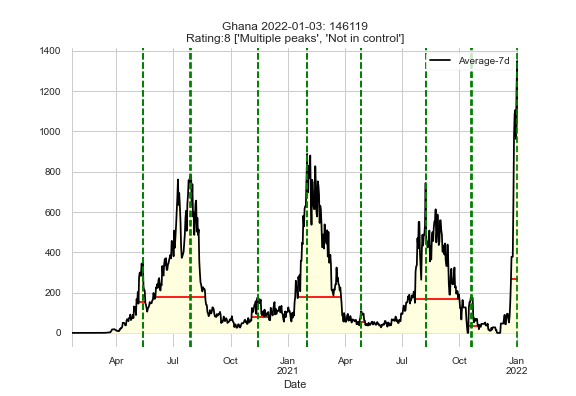 Ghana 2022-01-03: 146119
Rating:8 ['Multiple peaks', 'Not in control']
Average-7d
1400
1200
1000
800
600
400
200
0
Apr Jul Oct Jan Apr Jul Oct Jan
2021 2022
Date